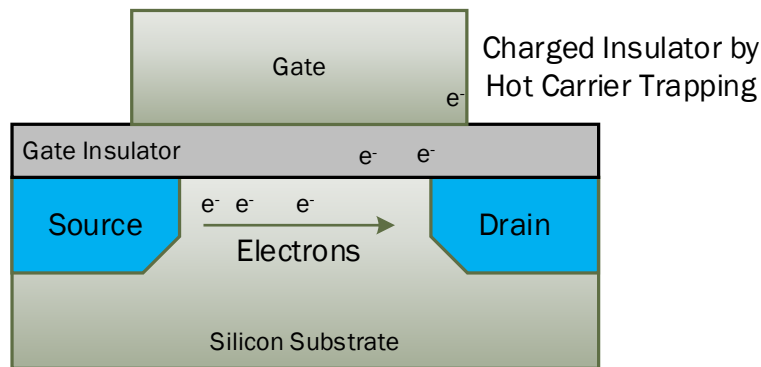 Gate
Charged Insulator by
Hot Carrier Trapping
e-
Gate Insulator
e-
e-
Source
e-
e-
e-
Electrons
Drain
Silicon Substrate